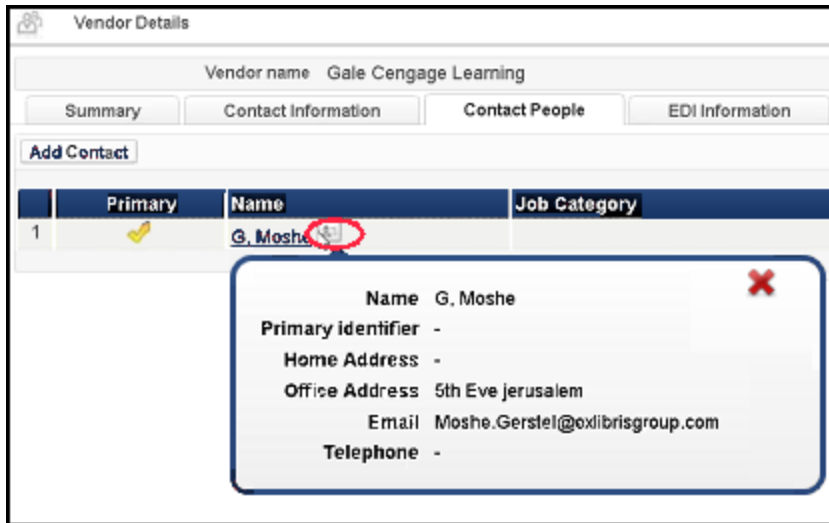 Vendor Details
Vendor name Gale Cengage Learning
Summary Contact Information Contact People EDI Information
Add Contact
Primary Name Job Category
1 G, Moshe
Name G, Moshe
Primary identifier -
Home Address -
Office Address 5th Eve jerusalem
Email Moshe.Gerstel@exlibrisgroup.com
Telephone -